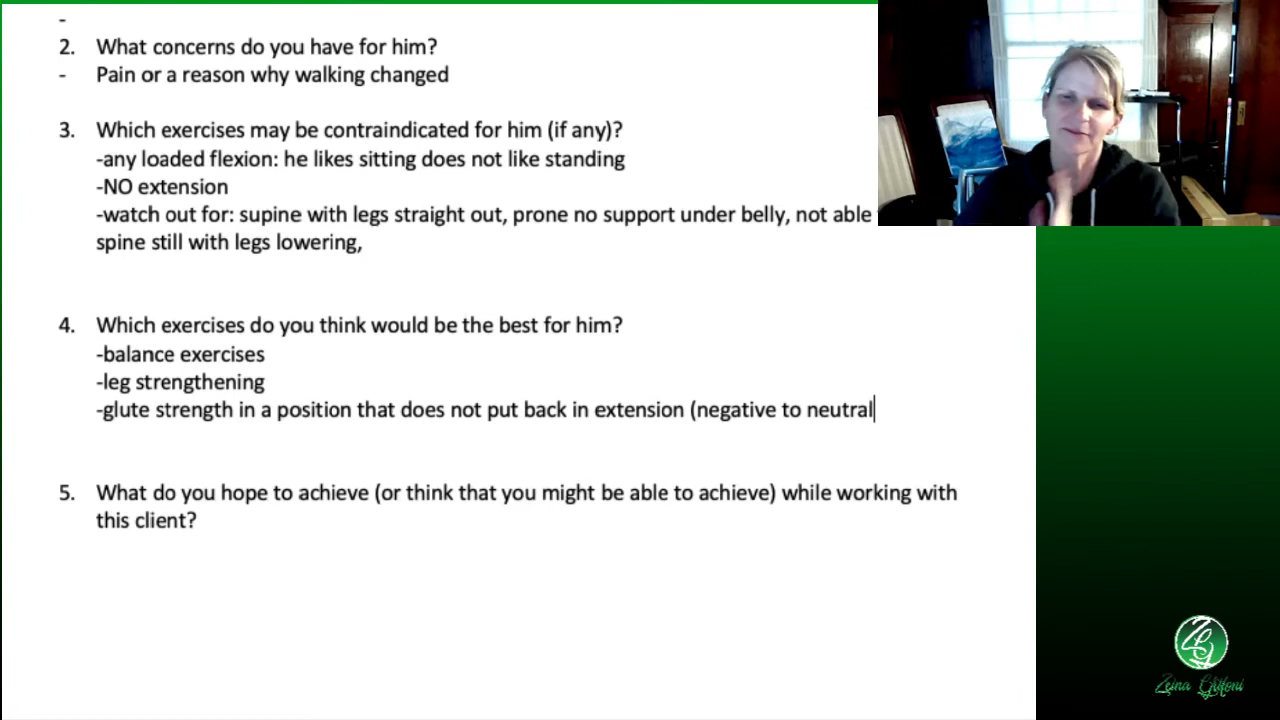 -
2. What concerns do you have for him?
- Pain or a reason why walking changed
3. Which exercises may be contraindicated for him (if any)?
-any loaded flexion: he likes sitting does not like standing
-NO extension
-watch out for: supine with legs straight out, prone no support under belly, not able
spine still with legs lowering,
4. Which exercises do you think would be the best for him?
-balance exercises
-leg strengthening
-glute strength in a position that does not put back in extension (negative to neutral
5. What do you hope to achieve (or think that you might be able to achieve) while working with
this client?
ZG
Zeina Grifoni